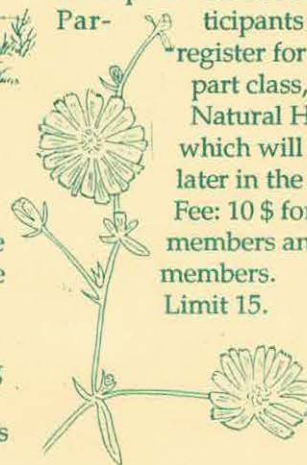 Par- ticipants
register for
part class,
Natural H
which will
later in the
Fee: 10 $ for
members an
members.
Limit 15.